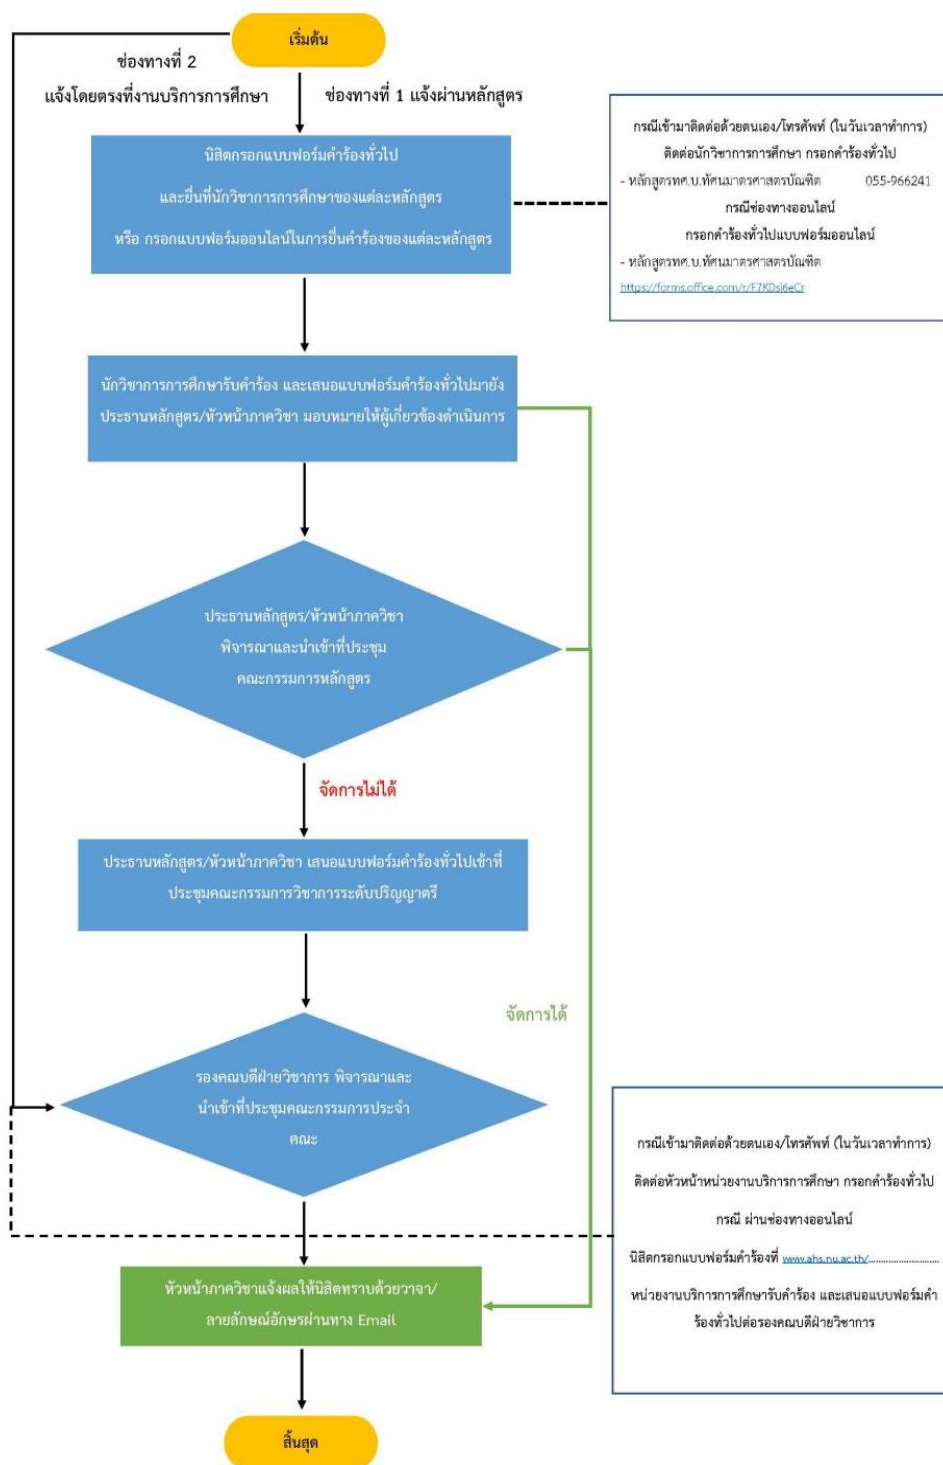 เริ่มต้น
ช่องทางที่ 2
แจ้งโดยตรงที่งานบริการการศึกษา
ช่องทางที่ 1 แจ้งผ่านหลักสูตร
นิสิตกรอกแบบฟอร์มคำร้องทั่วไป
และยื่นที่นักวิชาการการศึกษาของแต่ละหลักสูตร
หรือ กรอกแบบฟอร์มออนไลน์ในการยื่นคำร้องของแต่ละหลักสูตร
กรณีเข้ามาติดต่อด้วยตนเอง/โทรศัพท์ (ในวันเวลาทำการ)
ติดต่อนักวิชาการการศึกษา กรอกคำร้องทั่วไป
- หลักสูตรทศ.บ.ทัศนมาตรศาสตรบัณฑิต 055-966241
กรณีช่องทางออนไลน์
กรอกคำร้องทั่วไปแบบฟอร์มออนไลน์
- หลักสูตรทศ.บ.ทัศนมาตรศาสตรบัณฑิต
https://forms.office.com/r/F7KDsi6eCr
นักวิชาการการศึกษารับคำร้อง และเสนอแบบฟอร์มคำร้องทั่วไปมายัง
ประธานหลักสูตร/หัวหน้าภาควิชา มอบหมายให้ผู้เกี่ยวข้องดำเนินการ
ประธานหลักสูตร/หัวหน้าภาควิชา
พิจารณาและนำเข้าที่ประชุม
คณะกรรมการหลักสูตร
จัดการไม่ได้
ประธานหลักสูตร/หัวหน้าภาควิชา เสนอแบบฟอร์มคำร้องทั่วไปเข้าที่
ประชุมคณะกรรมการวิชาการระดับปริญญาตรี
จัดการได้
รองคณบดีฝ่ายวิชาการ พิจารณาและ
นำเข้าที่ประชุมคณะกรรมการประจำ
คณะ
กรณีเข้ามาติดต่อด้วยตนเอง/โทรศัพท์ (ในวันเวลาทำการ)
ติดต่อหัวหน้าหน่วยงานบริการการศึกษา กรอกคำร้องทั่วไป
กรณี ผ่านช่องทางออนไลน์
นิสิตกรอกแบบฟอร์มคำร้องที่ www.ahs.nu.ac.th/..........................
หน่วยงานบริการการศึกษารับคำร้อง และเสนอแบบฟอร์มคำ
ร้องทั่วไปต่อรองคณบดีฝ่ายวิชาการ
หัวหน้าภาควิชาแจ้งผลให้นิสิตทราบด้วยวาจา/
ลายลักษณ์อักษรผ่านทาง Email
สิ้นสุด